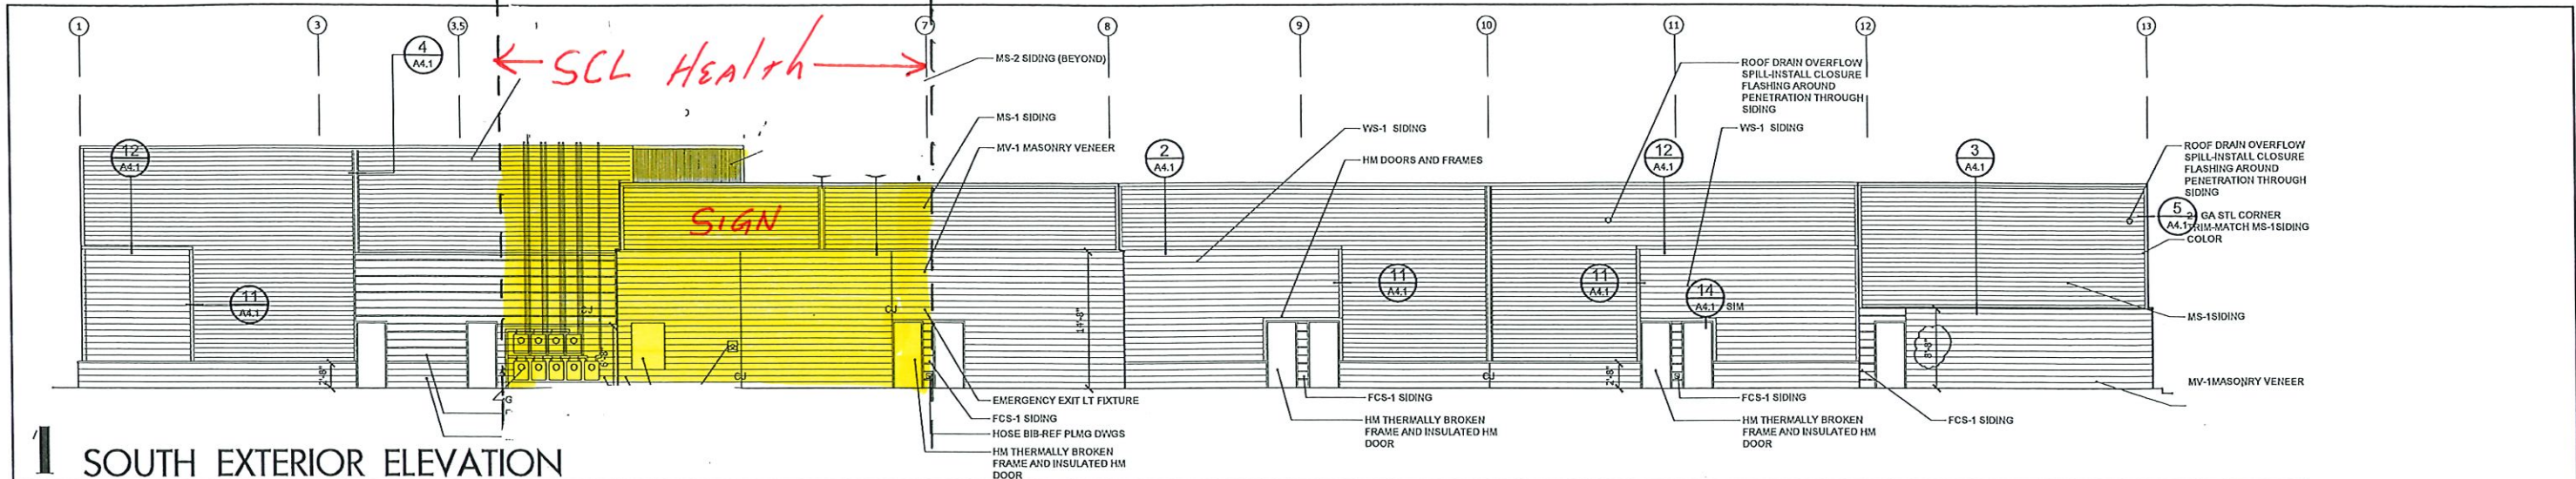 1 3 3.5 7 8 9 10 11 12 13
SCL Health
4
A4.1
MS-2 SIDING (BEYOND)
MS-1 SIDING
MV-1 MASONRY VENEER
12
A4.1
11
A4.1
SIGN
CJ
CJ
CJ
2'-8"
14'-8"
2
A4.1
WS-1 SIDING
HM DOORS AND FRAMES
11
A4.1
11
A4.1
ROOF DRAIN OVERFLOW
SPILL-INSTALL CLOSURE
FLASHING AROUND
PENETRATION THROUGH
SIDING
WS-1 SIDING
12
A4.1
14
A4.1 SIM
CJ
2'-8"
3
A4.1
8'-8"
ROOF DRAIN OVERFLOW
SPILL-INSTALL CLOSURE
FLASHING AROUND
PENETRATION THROUGH
SIDING
5
A4.1
GA STL CORNER
TRIM-MATCH MS-1SIDING
COLOR
MS-1SIDING
MV-1MASONRY VENEER
EMERGENCY EXIT LT FIXTURE
FCS-1 SIDING
HOSE BIB-REF PLMG DWGS
HM THERMALLY BROKEN
FRAME AND INSULATED HM
DOOR
FCS-1 SIDING
HM THERMALLY BROKEN
FRAME AND INSULATED HM
DOOR
FCS-1 SIDING
HM THERMALLY BROKEN
FRAME AND INSULATED HM
DOOR
FCS-1 SIDING
1 SOUTH EXTERIOR ELEVATION